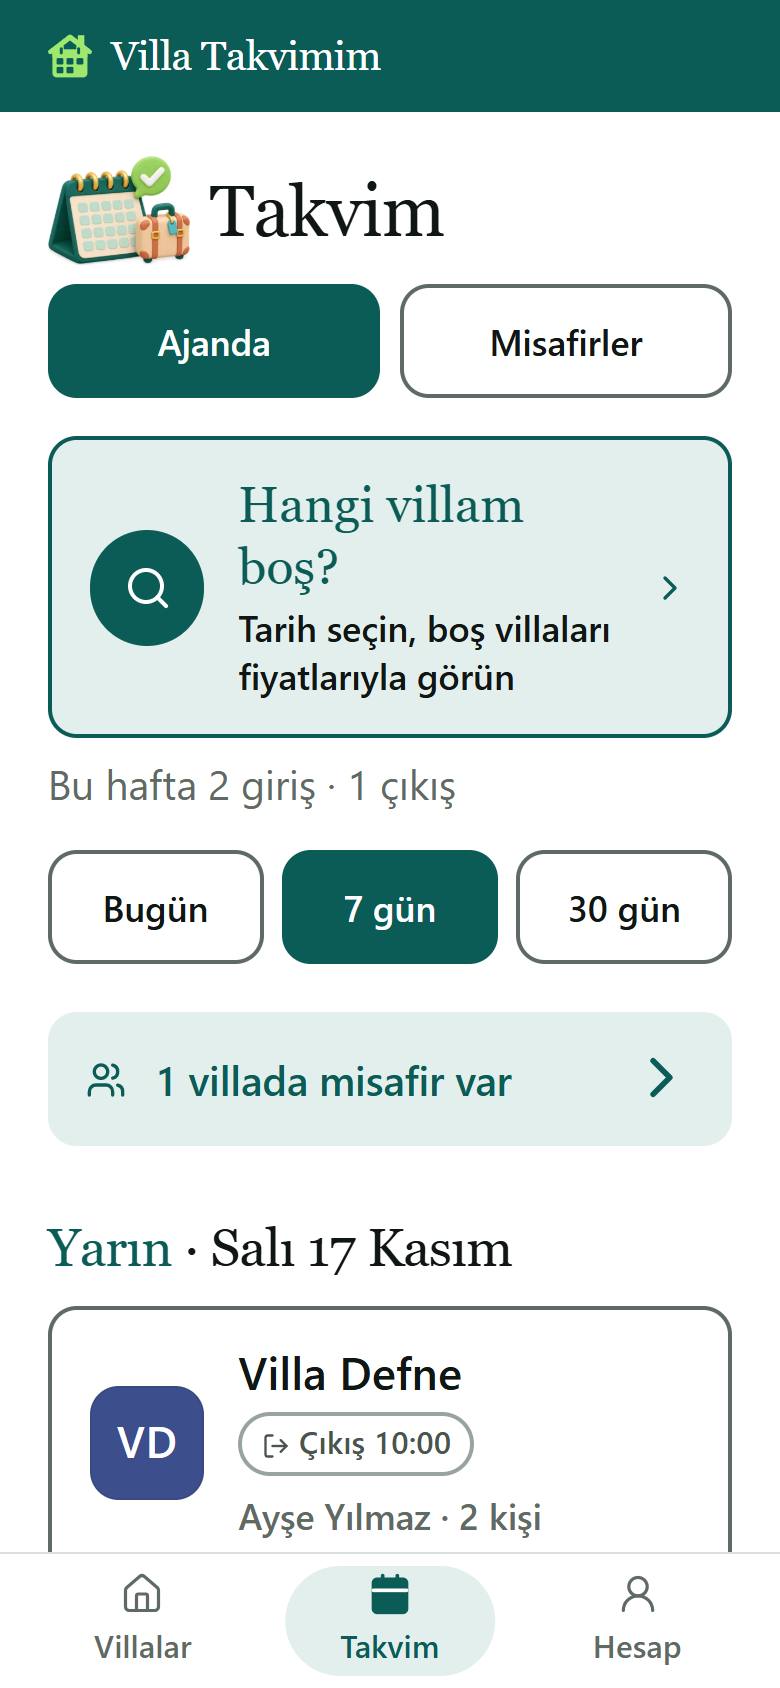 Villa Takvimim
Takvim
Ajanda
Misafirler
Hangi villam
boş?
Tarih seçin, boş villaları
fiyatlarıyla görün
Bu hafta 2 giriş · 1 çıkış
Bugün
7 gün
30 gün
1 villada misafir var
Yarın · Salı 17 Kasım
VD
Villa Defne
Çıkış 10:00
Ayşe Yılmaz · 2 kişi
Villalar
Takvim
Hesap